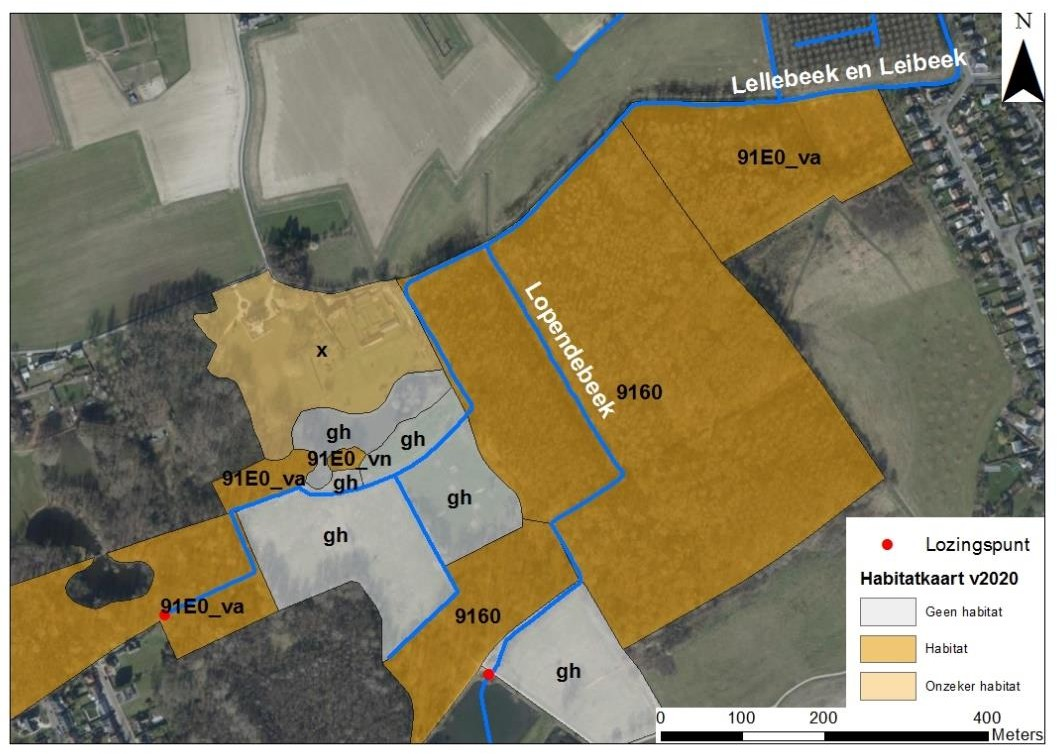 N
Lellebeek en Leibeek
91E0_va
Lopendebeek
x
9160
gh
gh
91E0_vn
91E0_va
gh
gh
gh
91E0_va
9160
gh
Lozingspunt
Habitatkaart v2020
Geen habitat
Habitat
Onzeker habitat
0 100 200 400
Meters